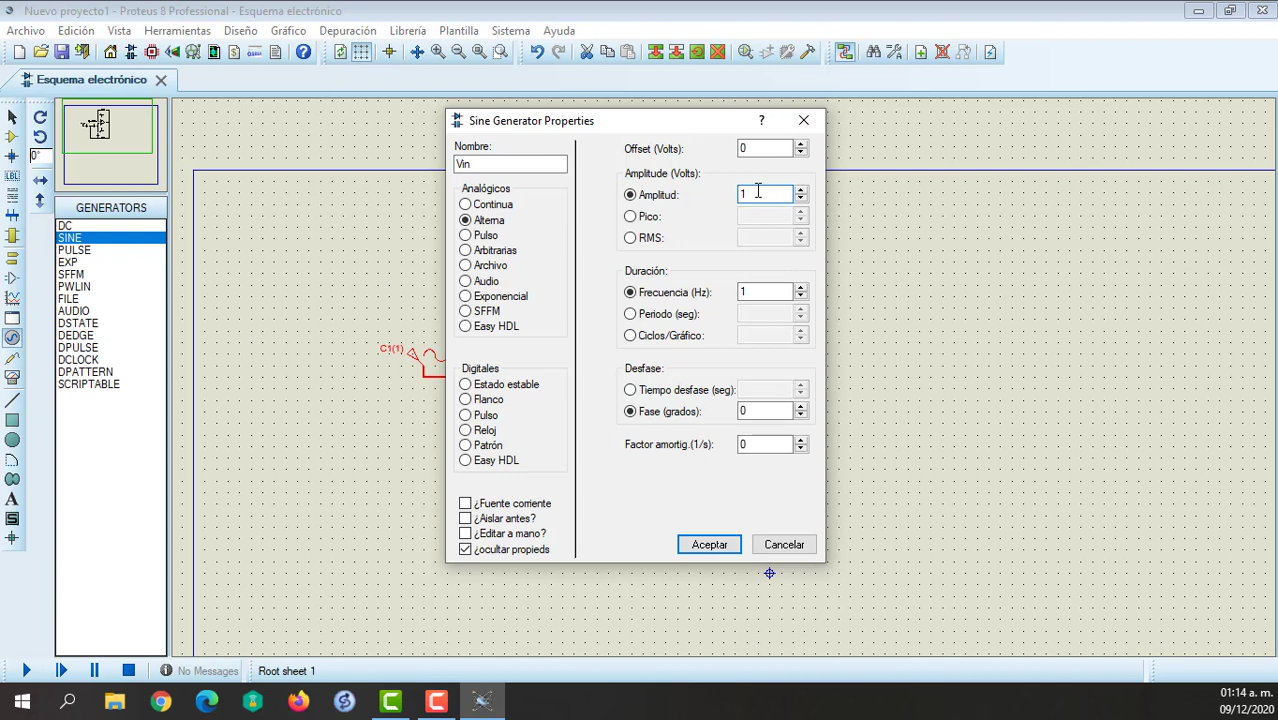 Nuevo proyecto1 - Proteus 8 Professional - Esquema electrónico
Archivo Edición Vista Herramientas Diseño Gráfico Depuración Librería Plantilla Sistema Ayuda
Esquema electrónico
0°
LBL
GENERATORS
DC
SINE
PULSE
EXP
SFFM
PWLIN
FILE
AUDIO
DSTATE
DEDGE
DPULSE
DCLOCK
DPATTERN
SCRIPTABLE
C1(1)
Sine Generator Properties
Nombre:
Vin
Analógicos
Continua
Alterna
Pulso
Arbitrarias
Archivo
Audio
Exponencial
SFFM
Easy HDL
Digitales
Estado estable
Flanco
Pulso
Reloj
Patrón
Easy HDL
¿Fuente corriente
¿Aislar antes?
¿Editar a mano?
¿ocultar propieds
Offset (Volts): 0
Amplitude (Volts):
Amplitud: 1
Pico:
RMS:
Duración:
Frecuencia (Hz): 1
Periodo (seg):
Ciclos/Gráfico:
Desfase:
Tiempo desfase (seg):
Fase (grados): 0
Factor amortig.(1/s): 0
Aceptar Cancelar
No Messages Root sheet 1
01:14 a. m.
09/12/2020